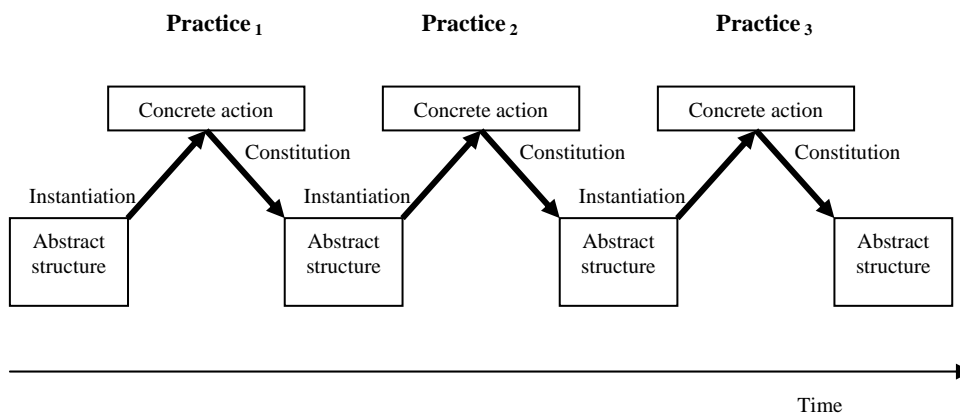 Practice 1
Practice 2
Practice 3
Concrete action
Concrete action
Concrete action
Constitution
Constitution
Constitution
Instantiation
Instantiation
Instantiation
Abstract
structure
Abstract
structure
Abstract
structure
Abstract
structure
Time